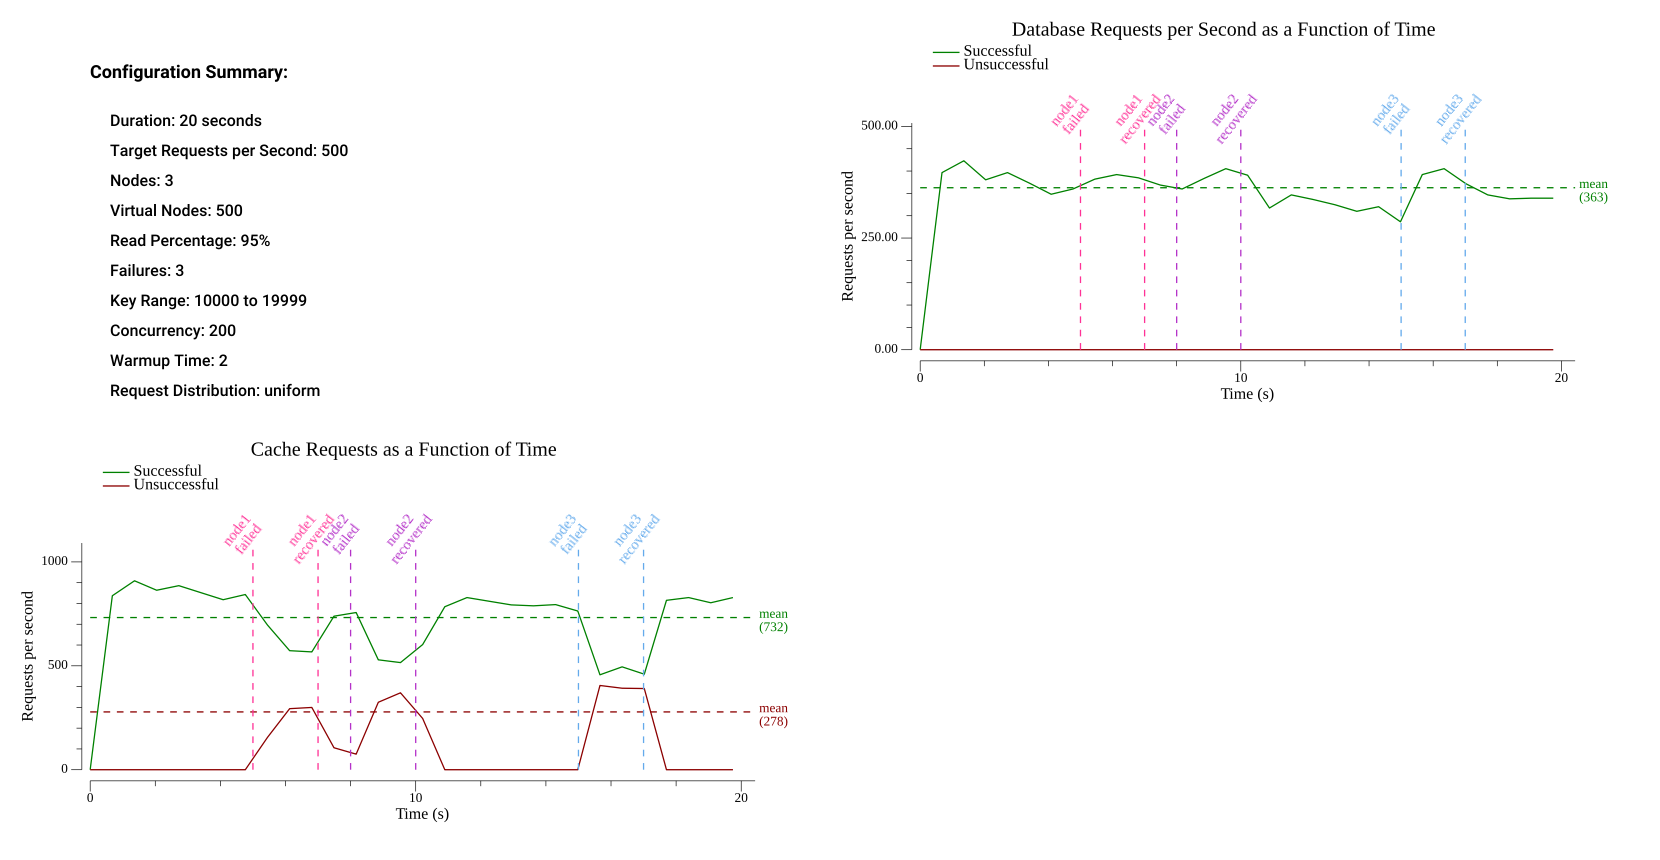 Configuration Summary:
Duration: 20 seconds
Target Requests per Second: 500
Nodes: 3
Virtual Nodes: 500
Read Percentage: 95%
Failures: 3
Key Range: 10000 to 19999
Concurrency: 200
Warmup Time: 2
Request Distribution: uniform
Database Requests per Second as a Function of Time
Successful
Unsuccessful
node1
failed
node1
recovered
node2
failed
node2
recovered
node3
failed
node3
recovered
500.00
250.00
0.00
Requests per second
mean
(363)
0
10
20
Time (s)
Cache Requests as a Function of Time
Successful
Unsuccessful
node1
failed
node1
recovered
node2
failed
node2
recovered
node3
failed
node3
recovered
1000
500
0
Requests per second
mean
(732)
mean
(278)
0
10
20
Time (s)